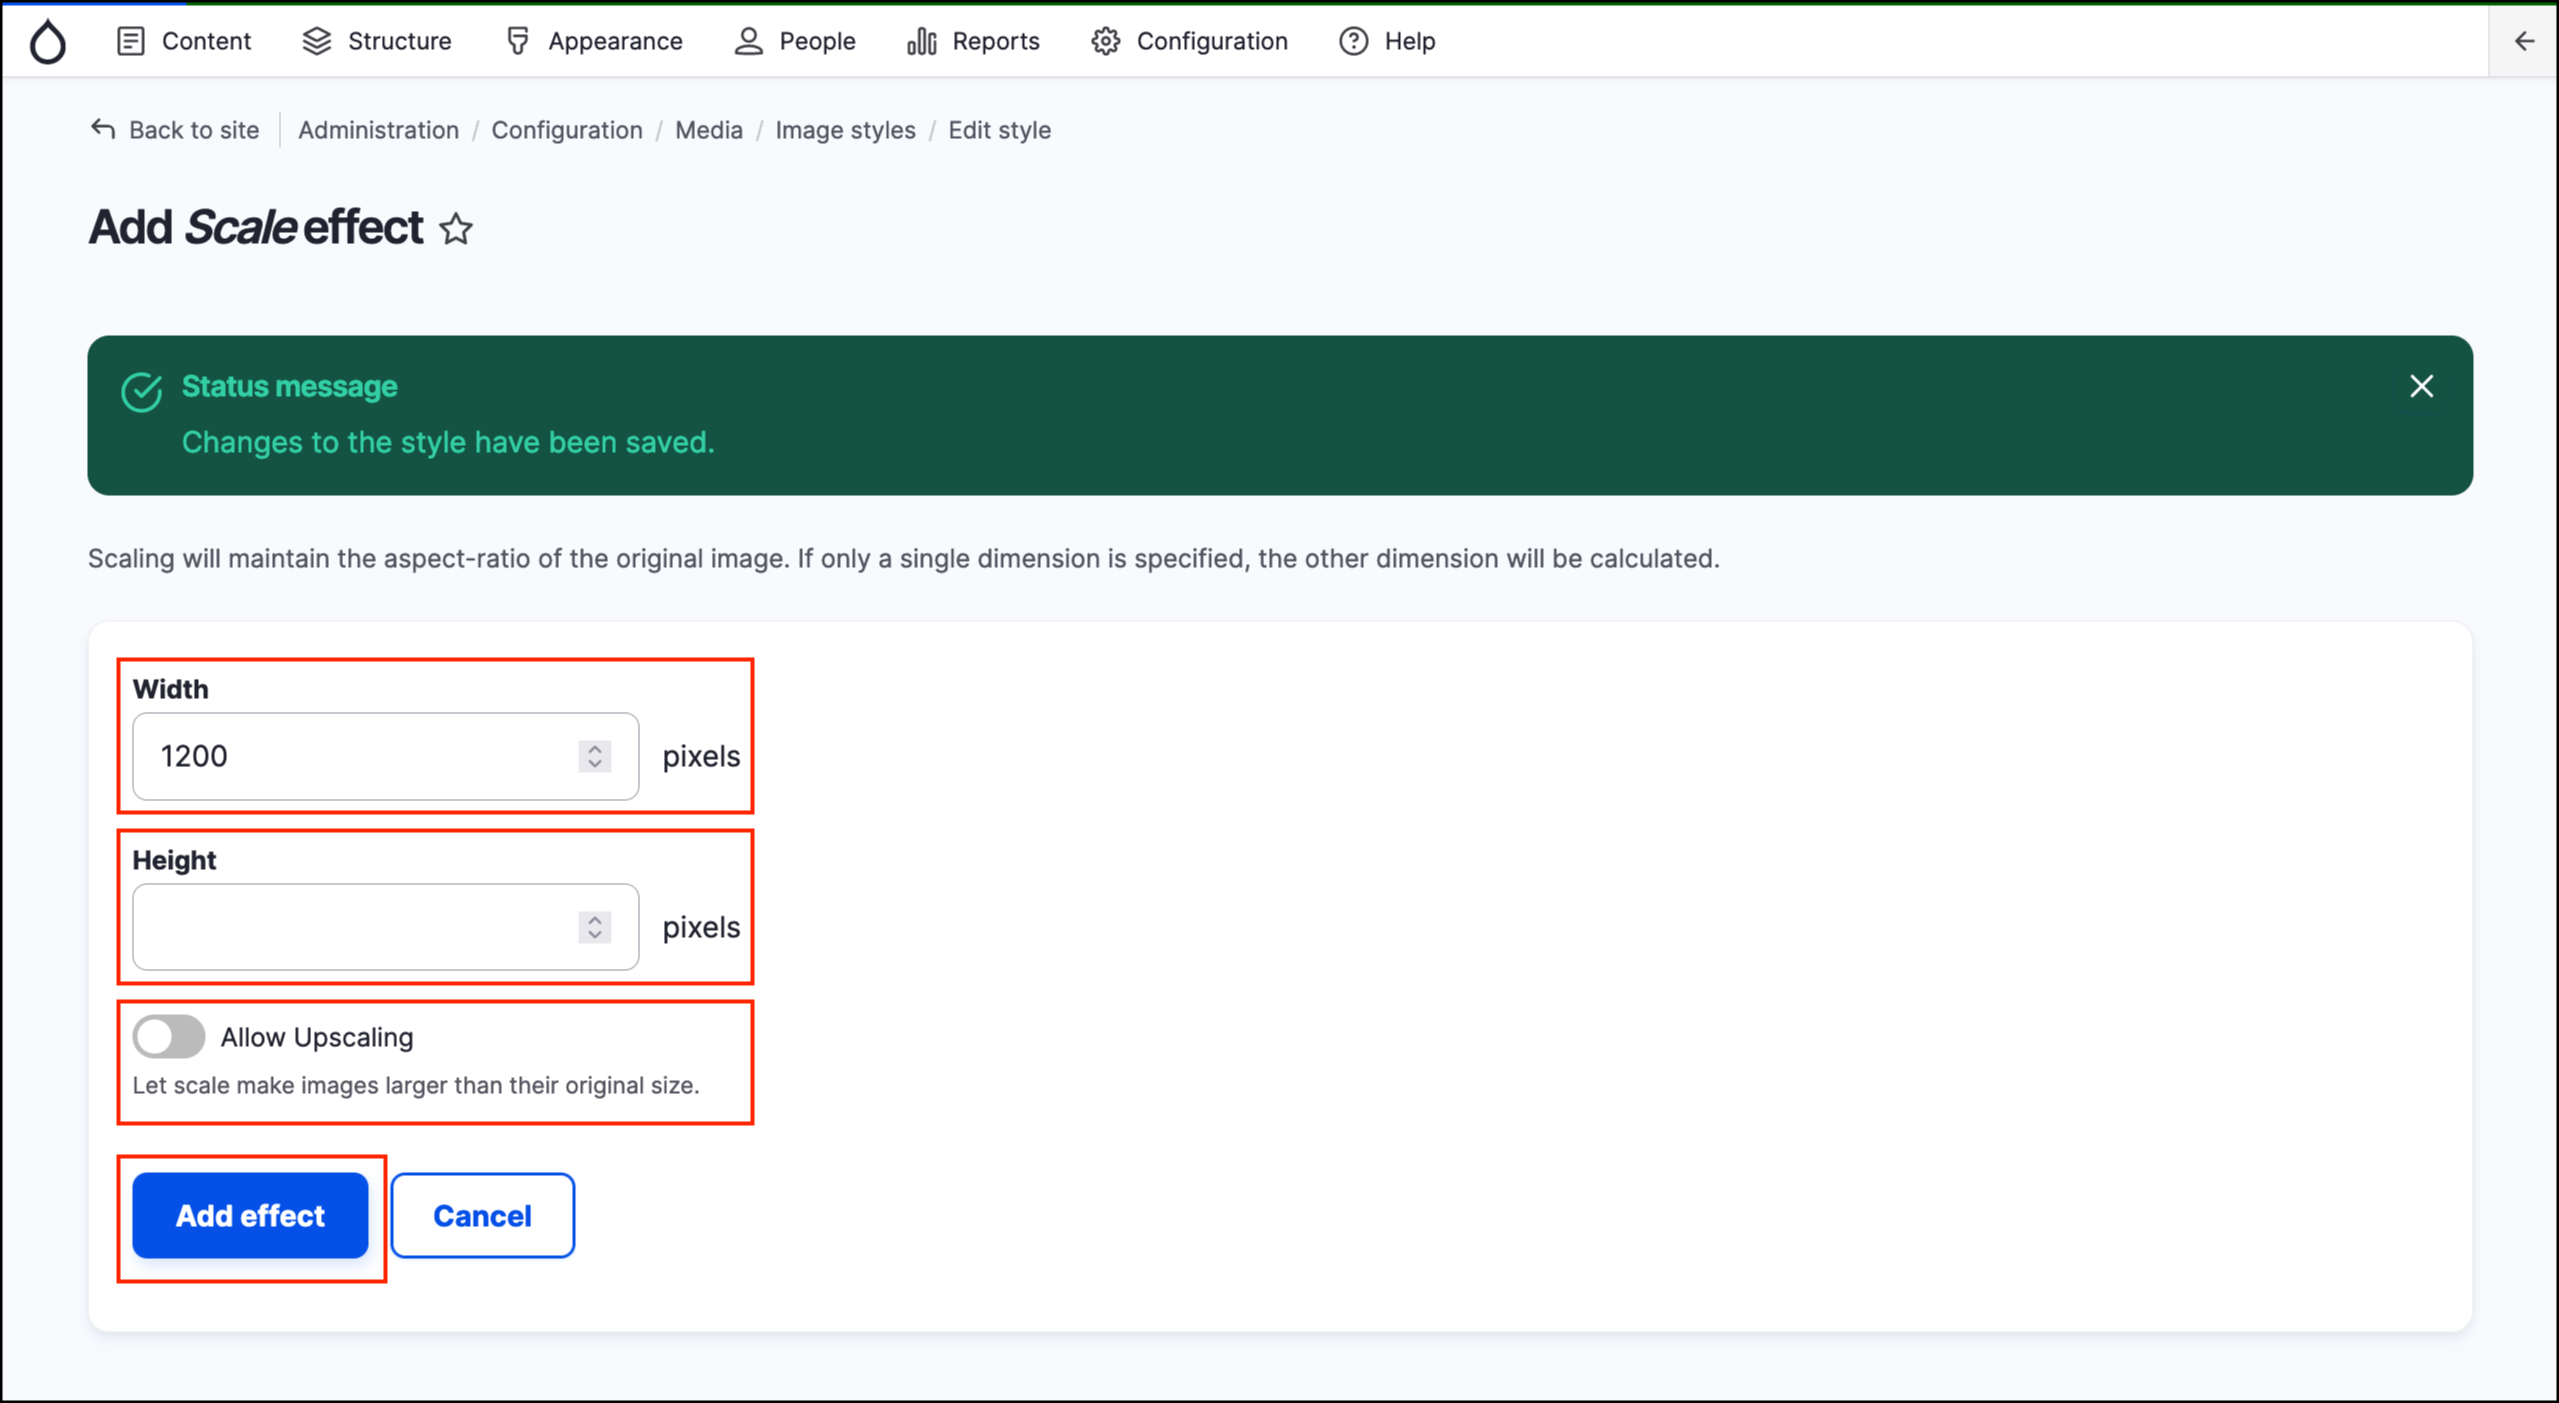 Content Structure Appearance People Reports Configuration Help
Back to site Administration / Configuration / Media / Image styles / Edit style
Add Scale effect
Status message
Changes to the style have been saved.
Scaling will maintain the aspect-ratio of the original image. If only a single dimension is specified, the other dimension will be calculated.
Width
1200 pixels
Height
pixels
Allow Upscaling
Let scale make images larger than their original size.
Add effect Cancel